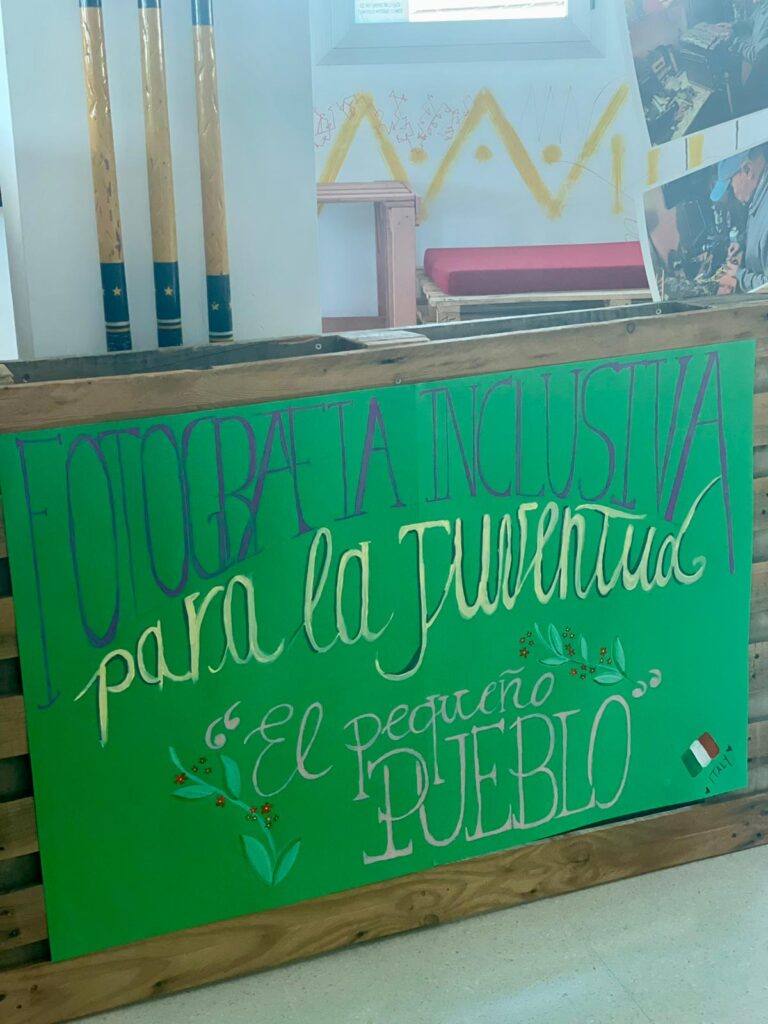 FOTOGRAFIA INCLUSIVA
para la Juventud
"El pequeño
PUEBLO"
ITALY